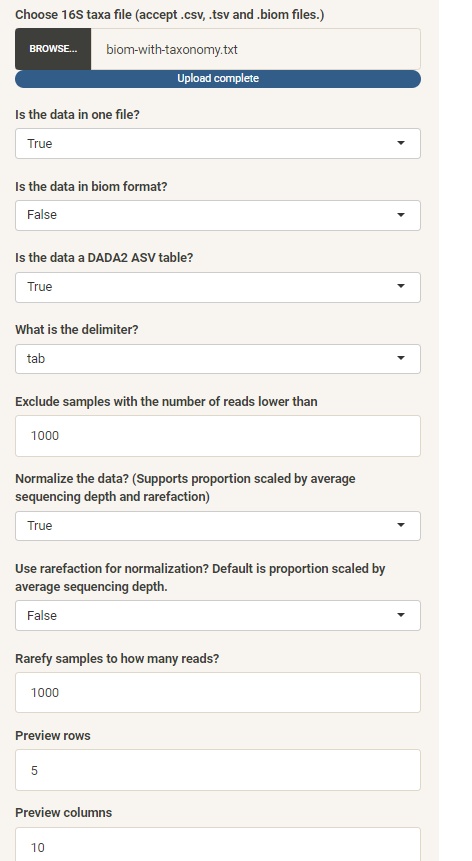 Choose 16S taxa file (accept .csv, .tsv and .biom files.)
BROWSE... biom-with-taxonomy.txt
Upload complete
Is the data in one file?
True
Is the data in biom format?
False
Is the data a DADA2 ASV table?
True
What is the delimiter?
tab
Exclude samples with the number of reads lower than
1000
Normalize the data? (Supports proportion scaled by average
sequencing depth and rarefaction)
True
Use rarefaction for normalization? Default is proportion scaled by
average sequencing depth.
False
Rarefy samples to how many reads?
1000
Preview rows
5
Preview columns
10